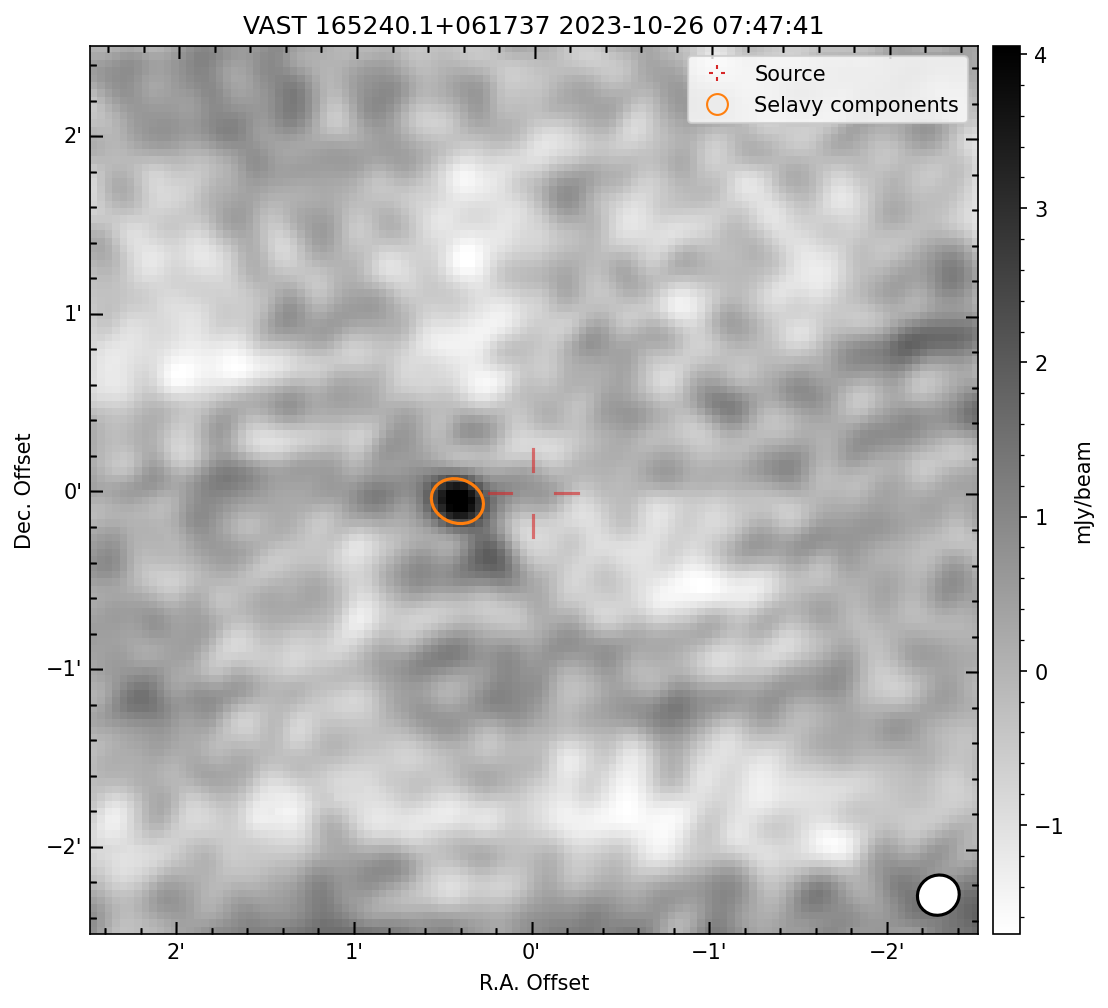 VAST 165240.1+061737 2023-10-26 07:47:41
Source
Selavy components
2'
1'
0'
−1'
−2'
Dec. Offset
2'
1'
0'
−1'
−2'
R.A. Offset
4
3
2
1
0
−1
mJy/beam